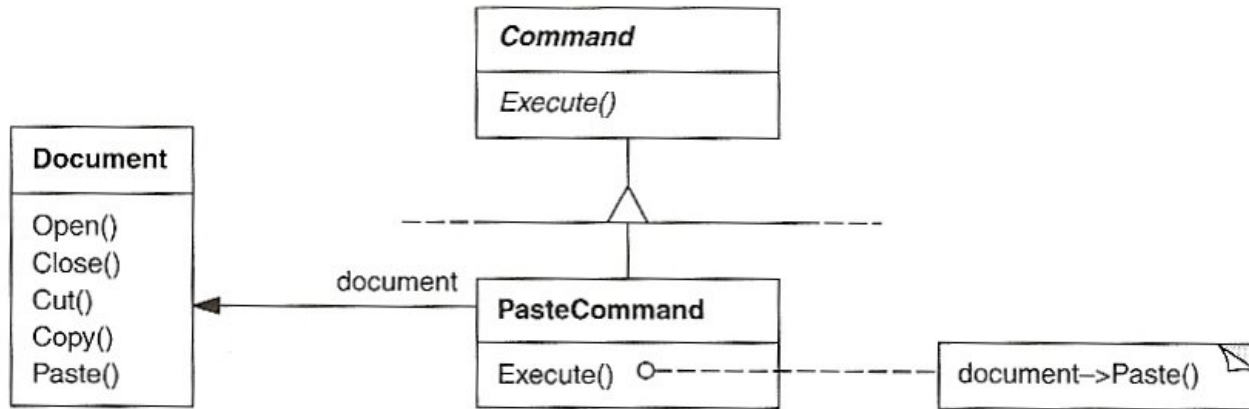 Command
Execute()
Document
Open()
Close()
Cut()
Copy()
Paste()
document
PasteCommand
Execute()
document–>Paste()